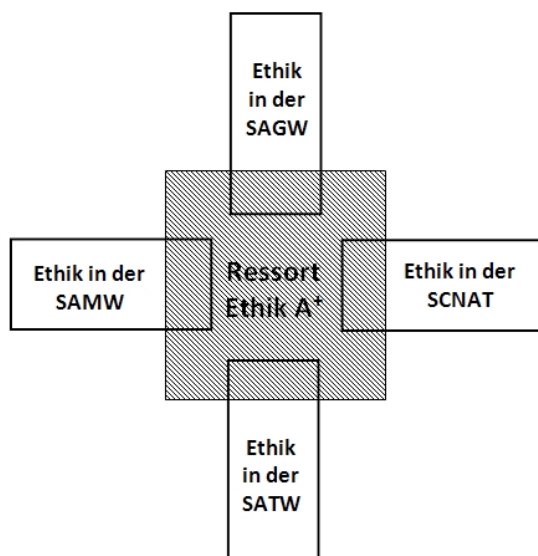 Ethik
in der
SAGW
Ethik in der
SAMW
Ressort
Ethik A⁺
Ethik in der
SCNAT
Ethik
in der
SATW